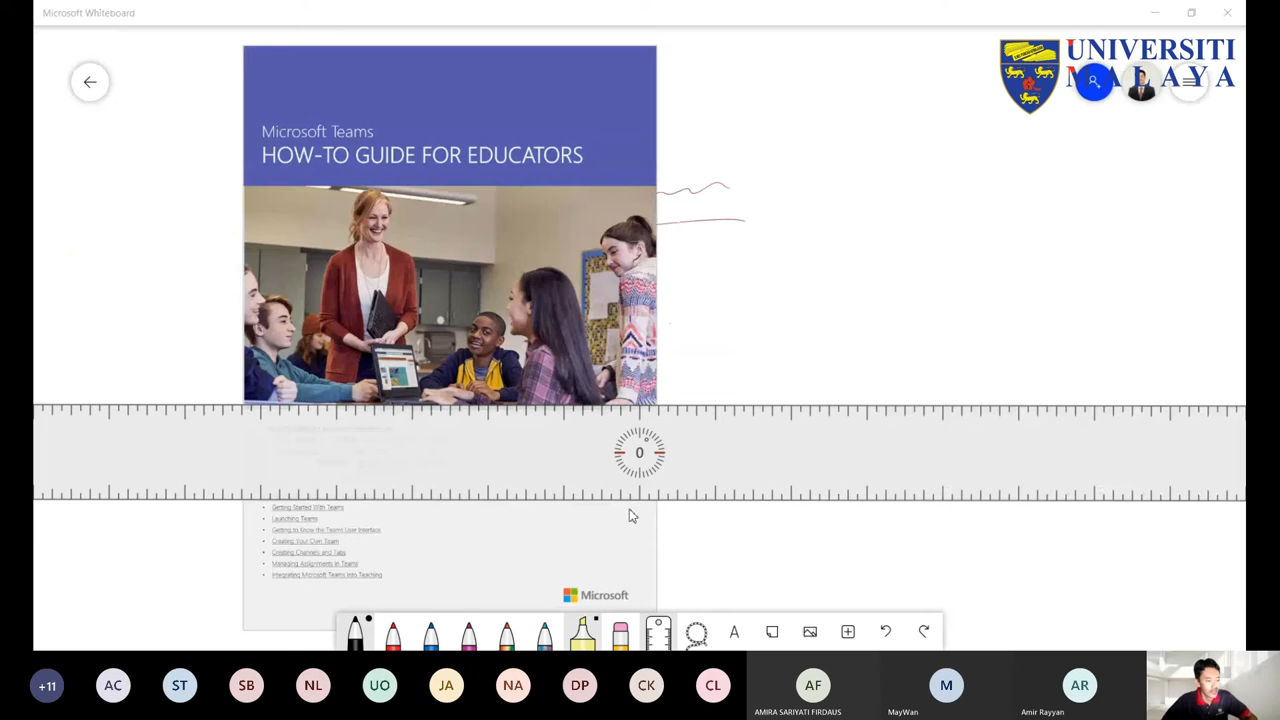 Microsoft Whiteboard
UNIVERSITI
MALAYA
Microsoft Teams
HOW-TO GUIDE FOR EDUCATORS
0°
Getting Started With Teams
Launching Teams
Getting to Know the Teams User Interface
Creating Your Own Team
Creating Channels and Tabs
Managing Assignments in Teams
Integrating Microsoft Teams into Teaching
Microsoft
A
+11
AC
ST
SB
NL
UO
JA
NA
DP
CK
CL
AF
M
AR
AMIRA SARIYATI FIRDAUS
MayWan
Amir Rayyan